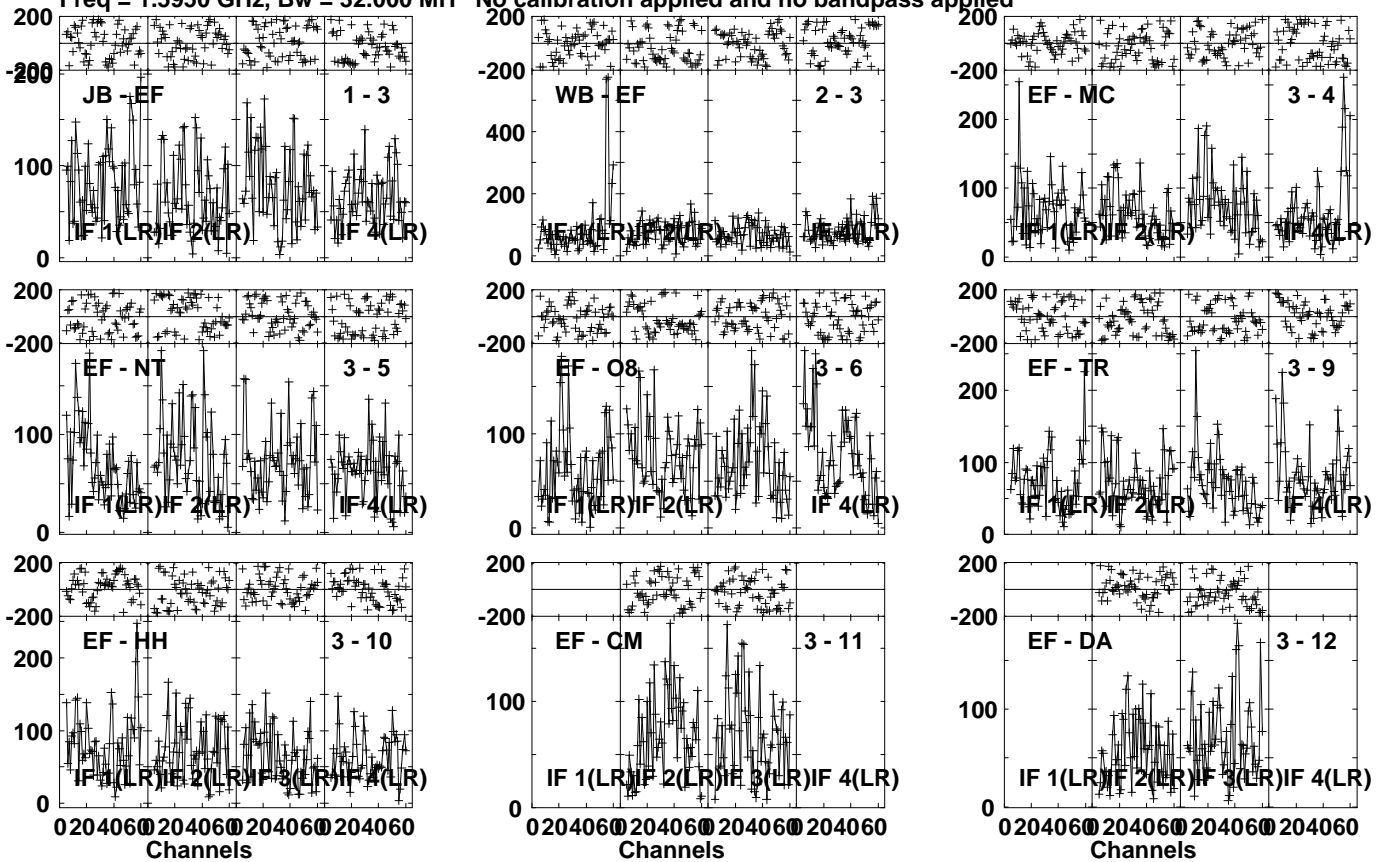 Freq = 1.5950 GHz, Bw = 32.000 MH No calibration applied and no bandpass applied
200 200
-200 -200 -200
200
JB - EF 1 - 3
WB - EF 2 - 3
EF - MC 3 - 4
400
200
200
100
200
100
IF 1(LR) IF 2(LR) IF 4(LR)
IF 1(LR) IF 2(LR) IF 4(LR)
IF 1(LR) IF 2(LR) IF 4(LR)
0 0 0
200 200 200
-200 -200 -200
EF - NT 3 - 5
EF - O8 3 - 6
EF - TR 3 - 9
200
100 100 100
IF 1(LR) IF 2(LR) IF 4(LR)
IF 1(LR) IF 2(LR) IF 4(LR)
IF 1(LR) IF 2(LR) IF 4(LR)
0 0 0
200 200 200
-200 -200 -200
EF - HH 3 - 10
EF - CM 3 - 11
EF - DA 3 - 12
200
100 100 100
IF 1(LR) IF 2(LR) IF 3(LR) IF 4(LR)
IF 1(LR) IF 2(LR) IF 3(LR) IF 4(LR)
IF 1(LR) IF 2(LR) IF 3(LR) IF 4(LR)
0 0 0
0 20 40 60 0 20 40 60 0 20 40 60 0 20 40 60
0 20 40 60 0 20 40 60 0 20 40 60 0 20 40 60
0 20 40 60 0 20 40 60 0 20 40 60 0 20 40 60
Channels Channels Channels